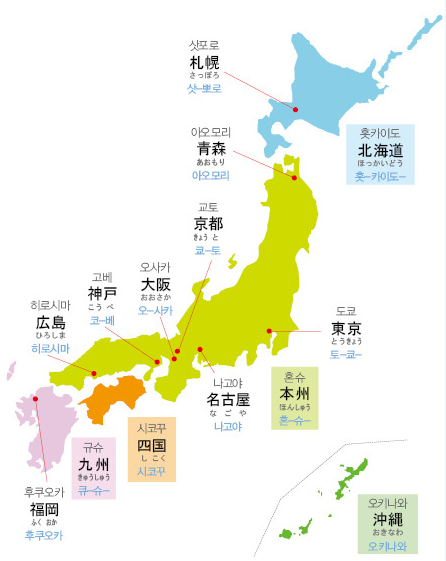 삿포로
札幌
さっぽろ
삿-뽀로
아오모리
青森
あおもり
아오모리
홋카이도
北海道
ほっかいどう
홋-카이도-
교토
京都
きょう と
쿄-토
오사카
大阪
おおさか
오-사카
고베
神戸
こう べ
코-베
히로시마
広島
ひろしま
히로시마
도쿄
東京
とうきょう
토-쿄-
나고야
名古屋
な ご や
나고야
혼슈
本州
ほんしゅう
혼-슈-
시코쿠
四国
し こく
시코꾸
규슈
九州
きゅうしゅう
큐-슈-
후쿠오카
福岡
ふく おか
후쿠오카
오키나와
沖縄
おきなわ
오키나와